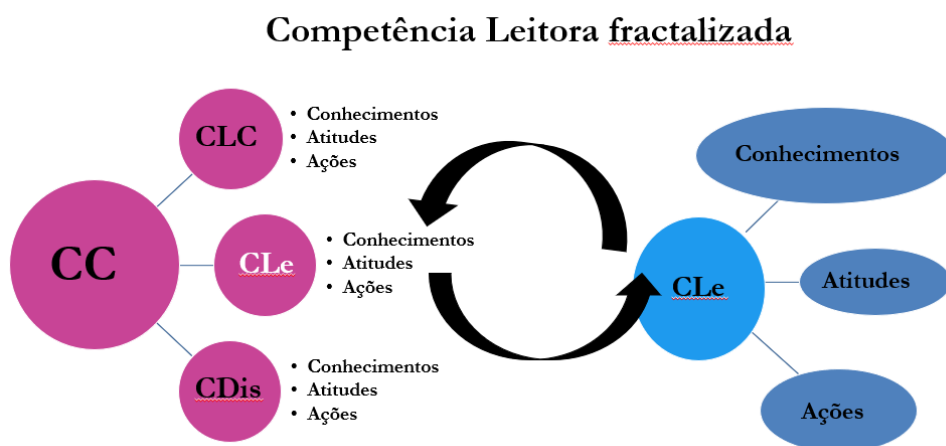 Competência Leitora fractalizada
CC
CLC
• Conhecimentos
• Atitudes
• Ações
CLe
• Conhecimentos
• Atitudes
• Ações
CDis
• Conhecimentos
• Atitudes
• Ações
CLe
Conhecimentos
Atitudes
Ações